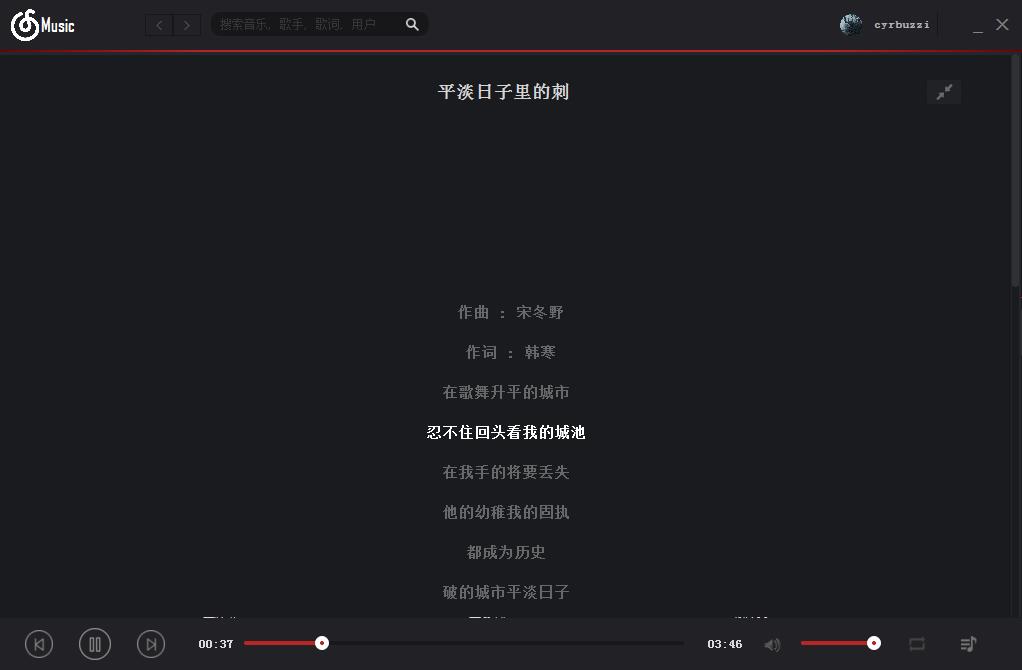 Music
搜索音乐, 歌手, 歌词, 用户
cyrbuzzi
平淡日子里的刺
作曲 : 宋冬野
作词 : 韩寒
在歌舞升平的城市
忍不住回头看我的城池
在我手的将要丢失
他的幼稚我的固执
都成为历史
破的城市平淡日子
00:37
03:46